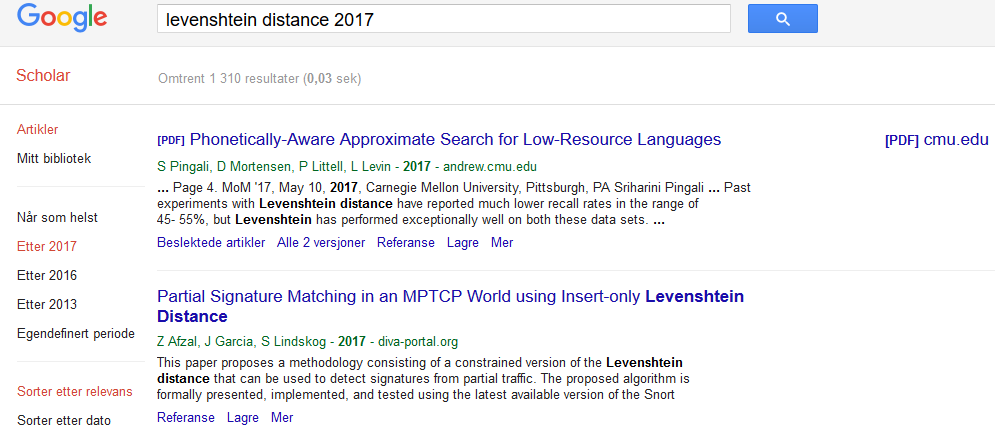 Google
levenshtein distance 2017
Scholar
Omtrent 1 310 resultater (0,03 sek)
Artikler
Mitt bibliotek
Når som helst
Etter 2017
Etter 2016
Etter 2013
Egendefinert periode
Sorter etter relevans
Sorter etter dato
[PDF] Phonetically-Aware Approximate Search for Low-Resource Languages
S Pingali, D Mortensen, P Littell, L Levin - 2017 - andrew.cmu.edu
... Page 4. MoM '17, May 10, 2017, Carnegie Mellon University, Pittsburgh, PA Sriharini Pingali ... Past
experiments with Levenshtein distance have reported much lower recall rates in the range of
45- 55%, but Levenshtein has performed exceptionally well on both these data sets. ...
Beslektede artikler Alle 2 versjoner Referanse Lagre Mer
[PDF] cmu.edu
Partial Signature Matching in an MPTCP World using Insert-only Levenshtein
Distance
Z Afzal, J Garcia, S Lindskog - 2017 - diva-portal.org
This paper proposes a methodology consisting of a constrained version of the Levenshtein
distance that can be used to detect signatures from partial traffic. The proposed algorithm is
formally presented, implemented, and tested using the latest available version of the Snort
Referanse Lagre Mer